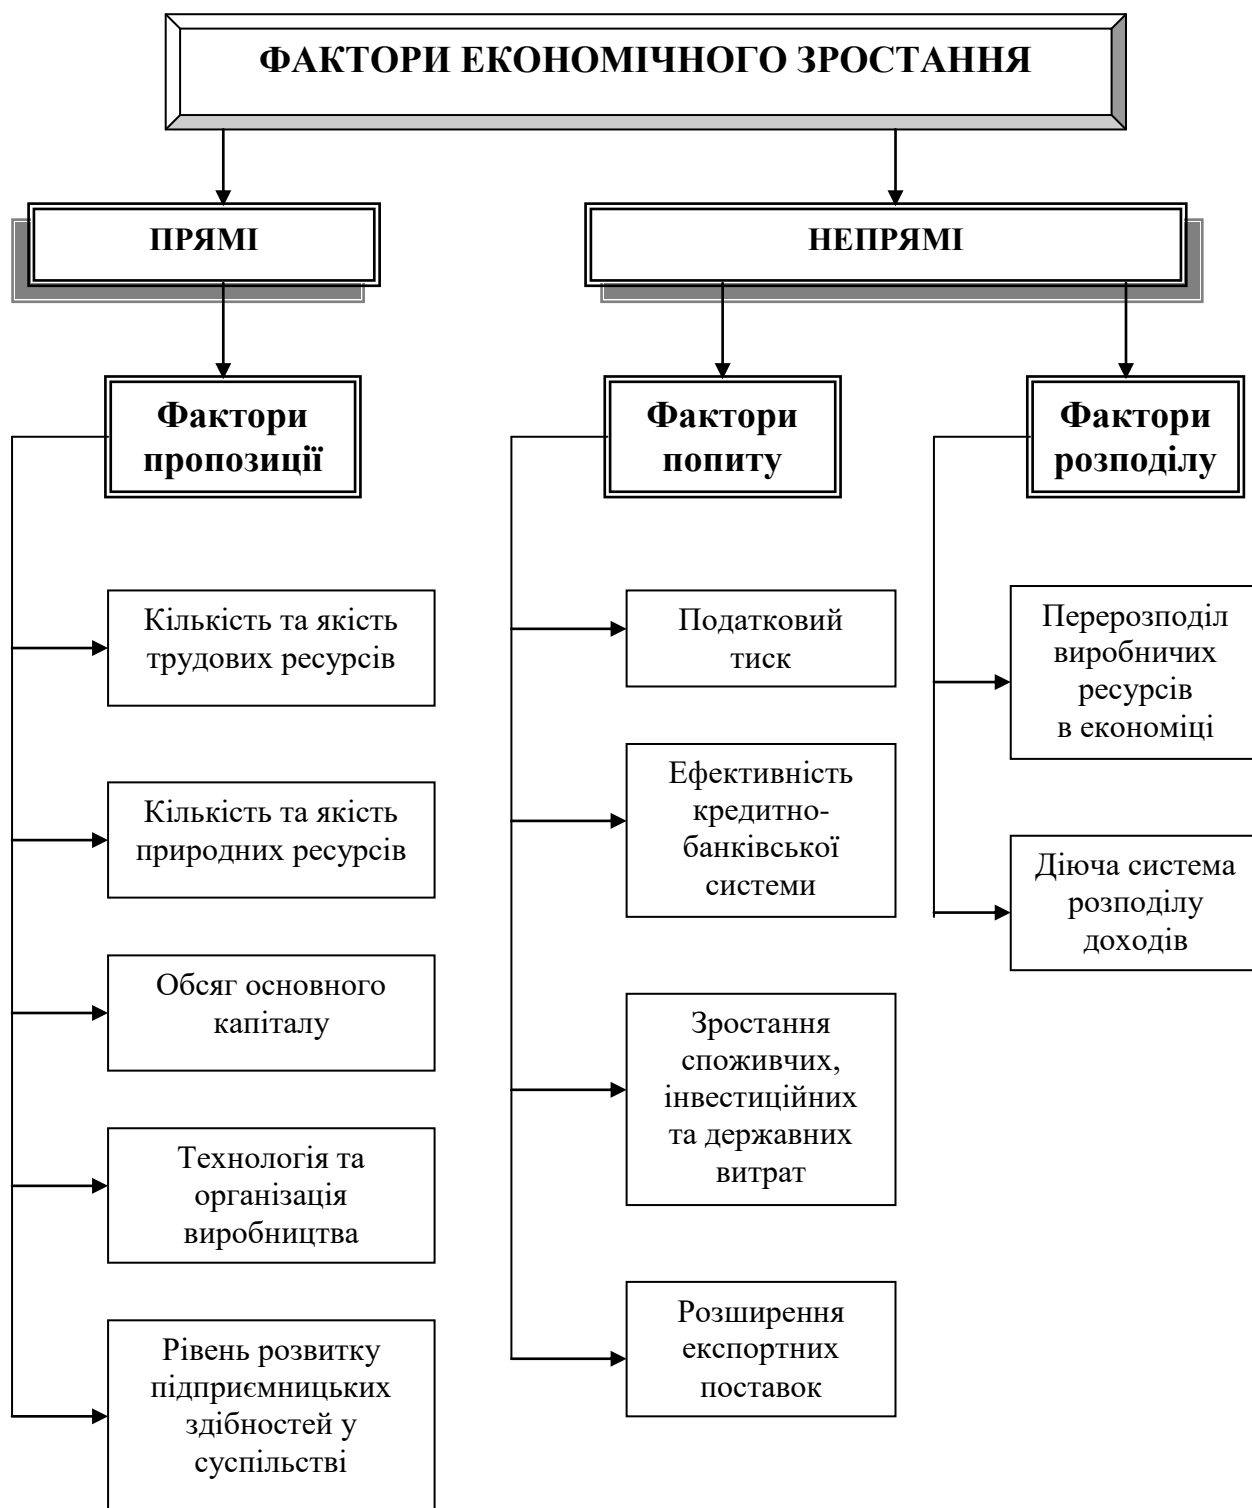 ФАКТОРИ ЕКОНОМІЧНОГО ЗРОСТАННЯ
ПРЯМІ
НЕПРЯМІ
Фактори
пропозиції
Фактори
попиту
Фактори
розподілу
Кількість та якість
трудових ресурсів
Кількість та якість
природних ресурсів
Обсяг основного
капіталу
Технологія та
організація
виробництва
Рівень розвитку
підприємницьких
здібностей у
суспільстві
Податковий
тиск
Ефективність
кредитно-
банківської
системи
Зростання
споживчих,
інвестиційних
та державних
витрат
Розширення
експортних
поставок
Перерозподіл
виробничих
ресурсів
в економіці
Діюча система
розподілу
доходів